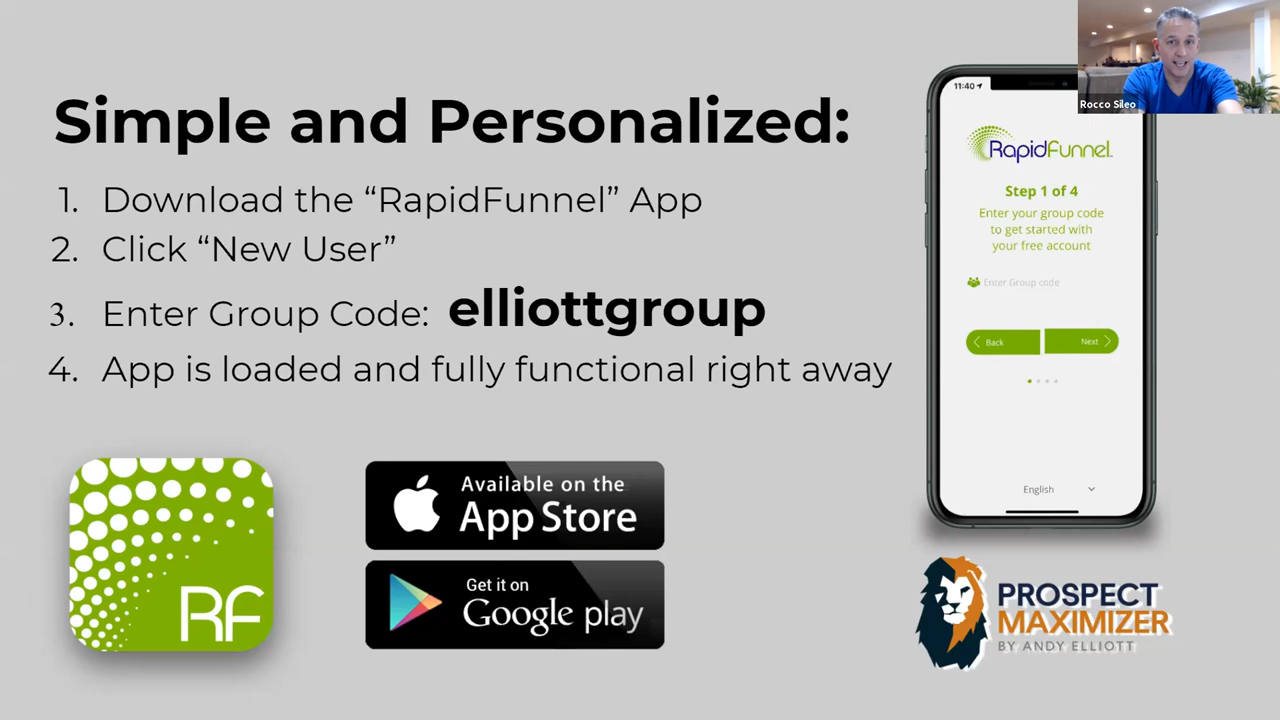 Simple and Personalized:
1. Download the “RapidFunnel” App
2. Click “New User”
3. Enter Group Code: elliottgroup
4. App is loaded and fully functional right away
RF
Available on the
App Store
Get it on
Google play
11:40
RapidFunnel
Step 1 of 4
Enter your group code
to get started with
your free account
Enter Group code
Back
Next
English
Rocco Sileo
PROSPECT
MAXIMIZER
BY ANDY ELLIOTT